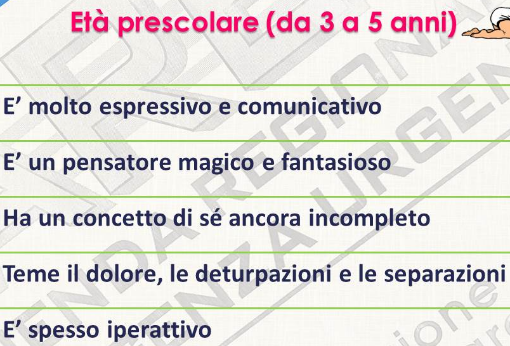 Età prescolare (da 3 a 5 anni)
E' molto espressivo e comunicativo
E' un pensatore magico e fantasioso
Ha un concetto di sé ancora incompleto
Teme il dolore, le deturpazioni e le separazioni
E' spesso iperattivo